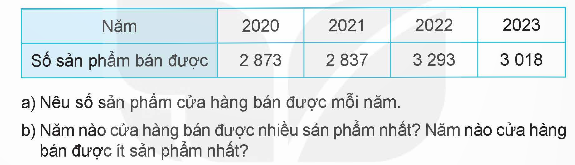 Năm 2020 2021 2022 2023
Số sản phẩm bán được 2 873 2 837 3 293 3 018
a) Nêu số sản phẩm cửa hàng bán được mỗi năm.
b) Năm nào cửa hàng bán được nhiều sản phẩm nhất? Năm nào cửa hàng
bán được ít sản phẩm nhất?